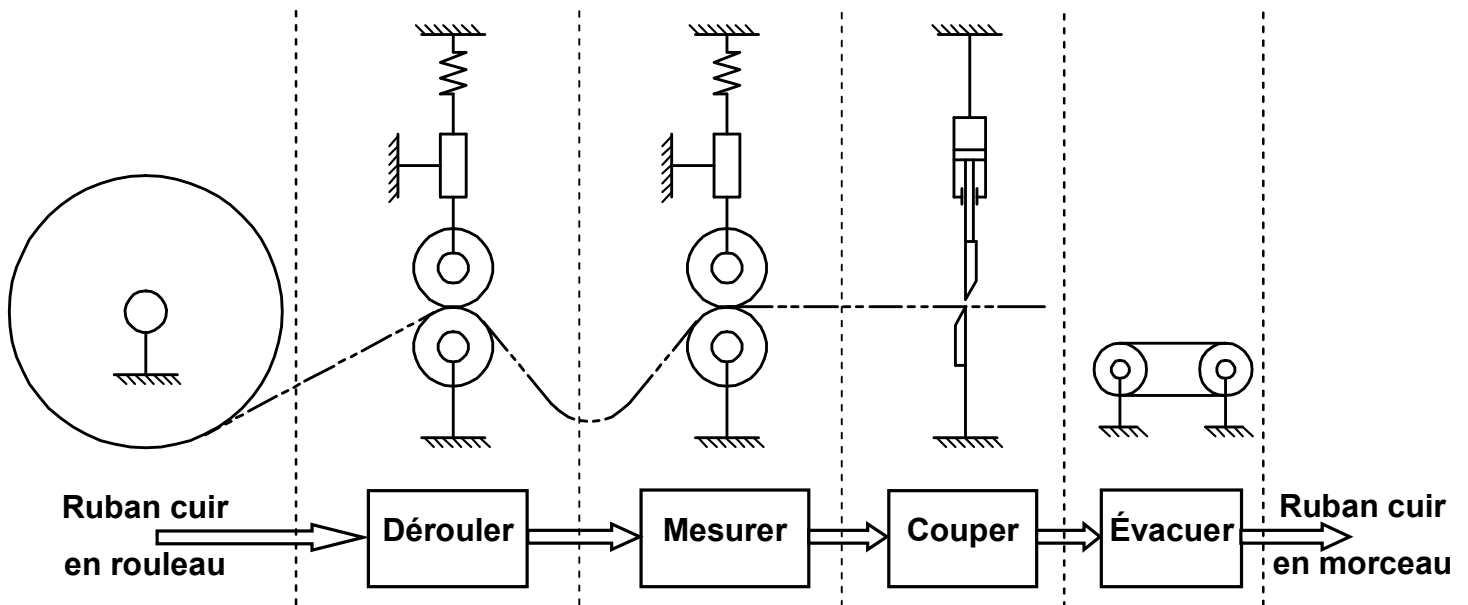 Ruban cuir
en rouleau
Dérouler
Mesurer
Couper
Évacuer
Ruban cuir
en morceau